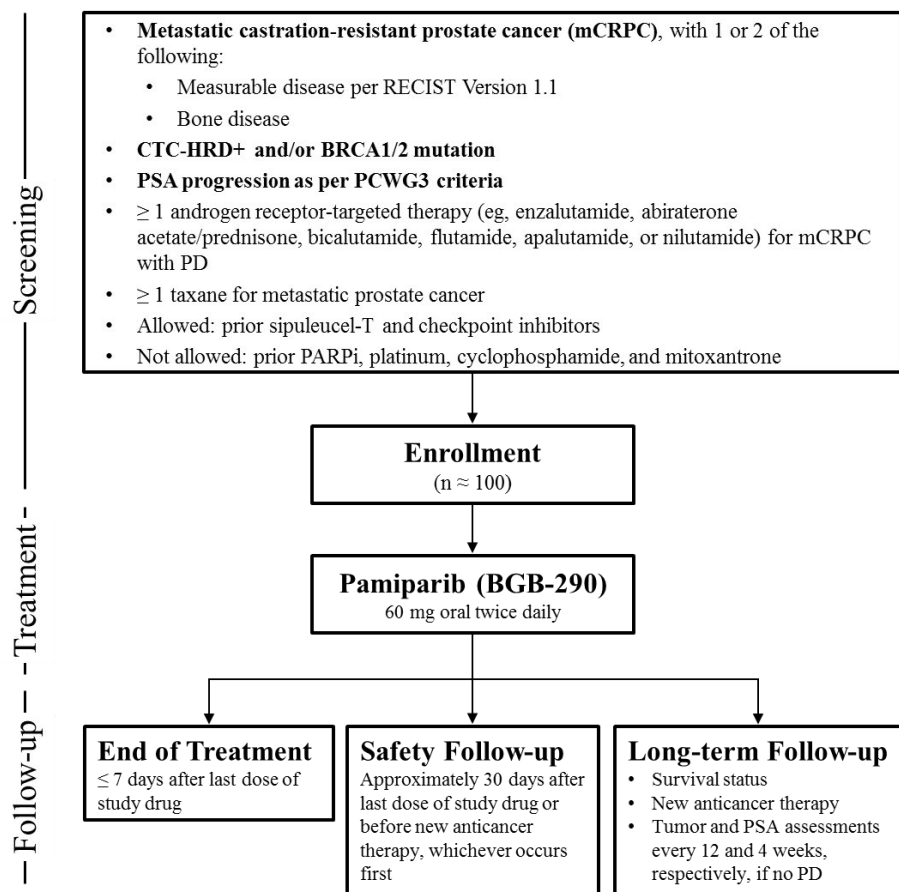 • Metastatic castration-resistant prostate cancer (mCRPC), with 1 or 2 of the
following:
• Measurable disease per RECIST Version 1.1
• Bone disease
• CTC-HRD+ and/or BRCA1/2 mutation
• PSA progression as per PCWG3 criteria
• ≥ 1 androgen receptor-targeted therapy (eg, enzalutamide, abiraterone
acetate/prednisone, bicalutamide, flutamide, apalutamide, or nilutamide) for mCRPC
with PD
• ≥ 1 taxane for metastatic prostate cancer
• Allowed: prior sipuleucel-T and checkpoint inhibitors
• Not allowed: prior PARPi, platinum, cyclophosphamide, and mitoxantrone
Screening
Enrollment
(n ≈ 100)
Treatment
Pamiparib (BGB-290)
60 mg oral twice daily
Follow-up
End of Treatment
≤ 7 days after last dose of
study drug
Safety Follow-up
Approximately 30 days after
last dose of study drug or
before new anticancer
therapy, whichever occurs
first
Long-term Follow-up
• Survival status
• New anticancer therapy
• Tumor and PSA assessments
every 12 and 4 weeks,
respectively, if no PD